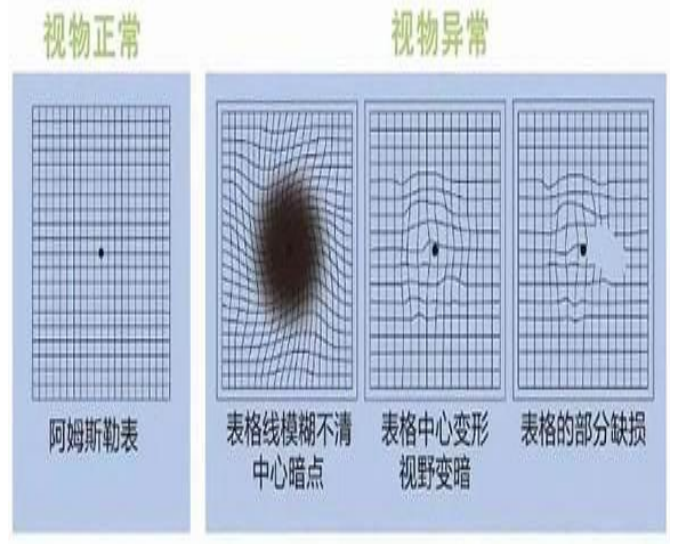 视物正常
视物异常
阿姆斯勒表
表格线模糊不清
中心暗点
表格中心变形
视野变暗
表格的部分缺损